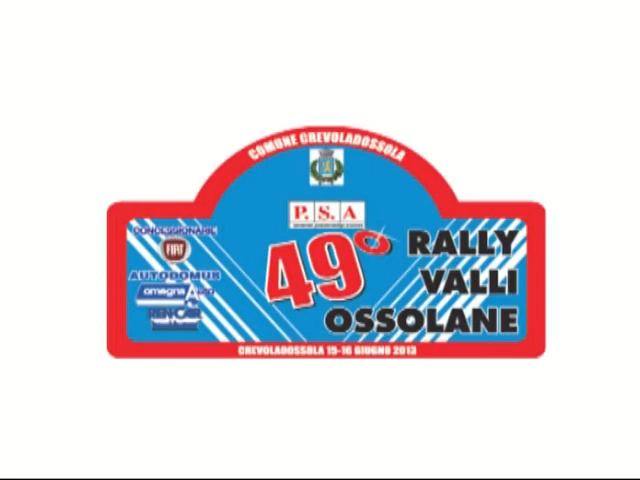 COMUNE CREVOLADOSSOLA
P.S.A
CONCESSIONARIE
FIAT
AUTODOMUS
omegna
RENCAR
49°
RALLY
VALLI
OSSOLANE
CREVOLADOSSOLA 15-16 GIUGNO 2013